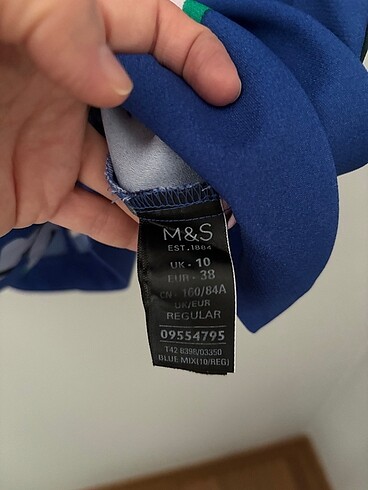 M&S
EST.1884
UK - 10
EUR - 38
CN - 160/84A
UK/EUR
REGULAR
09554795
T42 8396/03350
BLUE MIX(10/REG)